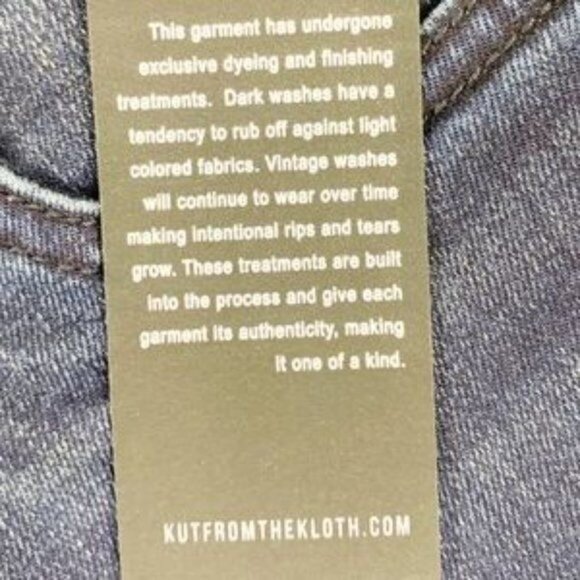 This garment has undergone
exclusive dyeing and finishing
treatments. Dark washes have a
tendency to rub off against light
colored fabrics. Vintage washes
will continue to wear over time
making intentional rips and tears
grow. These treatments are built
into the process and give each
garment its authenticity, making
it one of a kind.
KUTFROMTHEKLOTH.COM